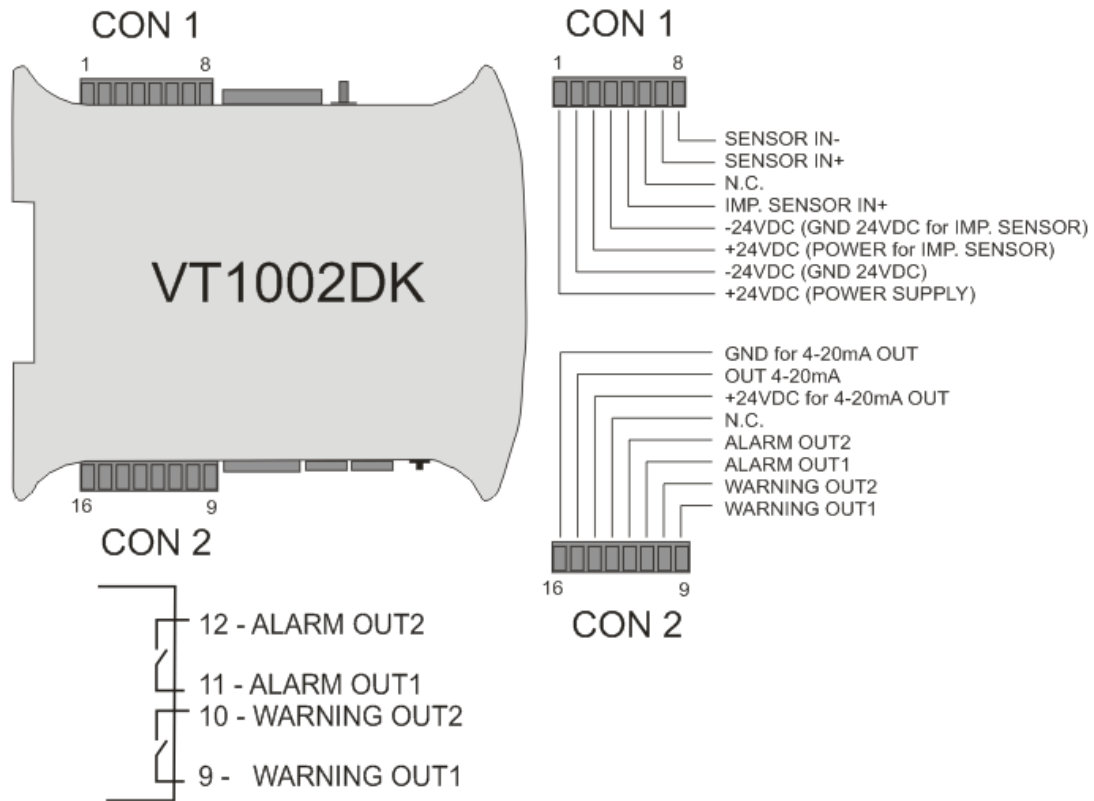 CON 1
1 8
VT1002DK
16 9
CON 2
CON 1
1 8
SENSOR IN-
SENSOR IN+
N.C.
IMP. SENSOR IN+
-24VDC (GND 24VDC for IMP. SENSOR)
+24VDC (POWER for IMP. SENSOR)
-24VDC (GND 24VDC)
+24VDC (POWER SUPPLY)
GND for 4-20mA OUT
OUT 4-20mA
+24VDC for 4-20mA OUT
N.C.
ALARM OUT2
ALARM OUT1
WARNING OUT2
WARNING OUT1
16 9
CON 2
12 - ALARM OUT2
11 - ALARM OUT1
10 - WARNING OUT2
9 - WARNING OUT1